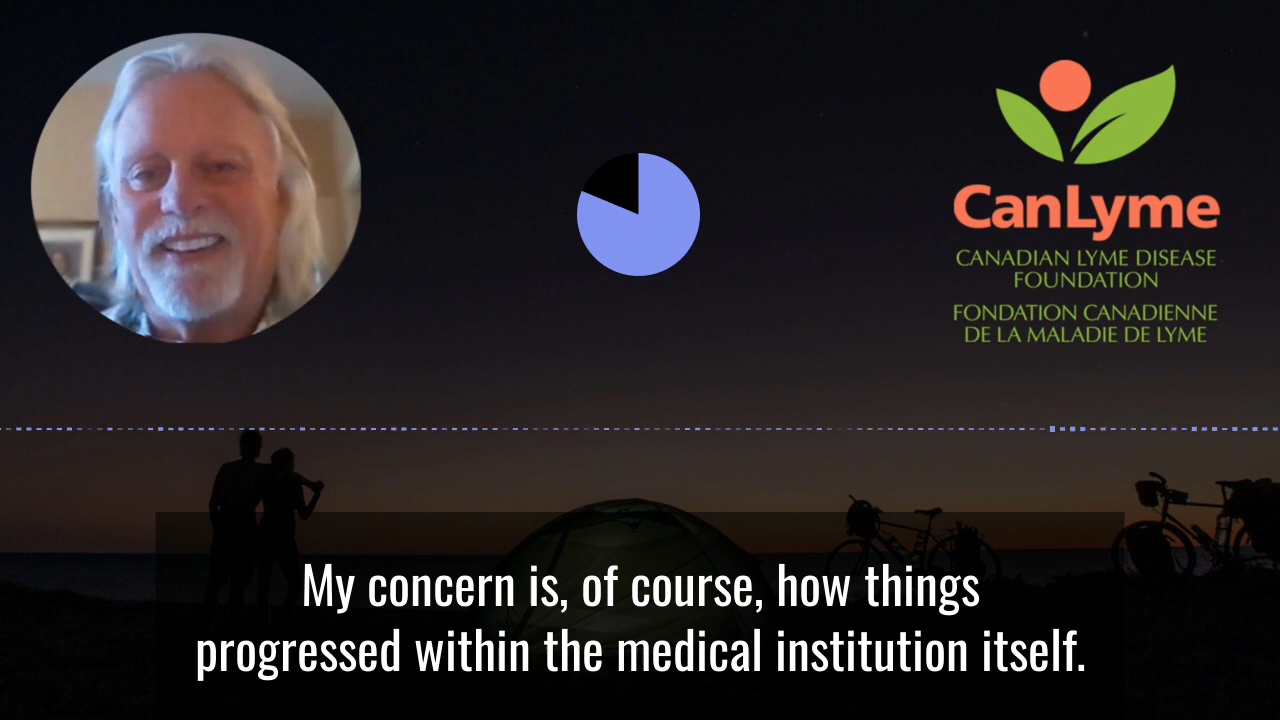 CanLyme
CANADIAN LYME DISEASE
FOUNDATION
FONDATION CANADIENNE
DE LA MALADIE DE LYME
My concern is, of course, how things
progressed within the medical institution itself.